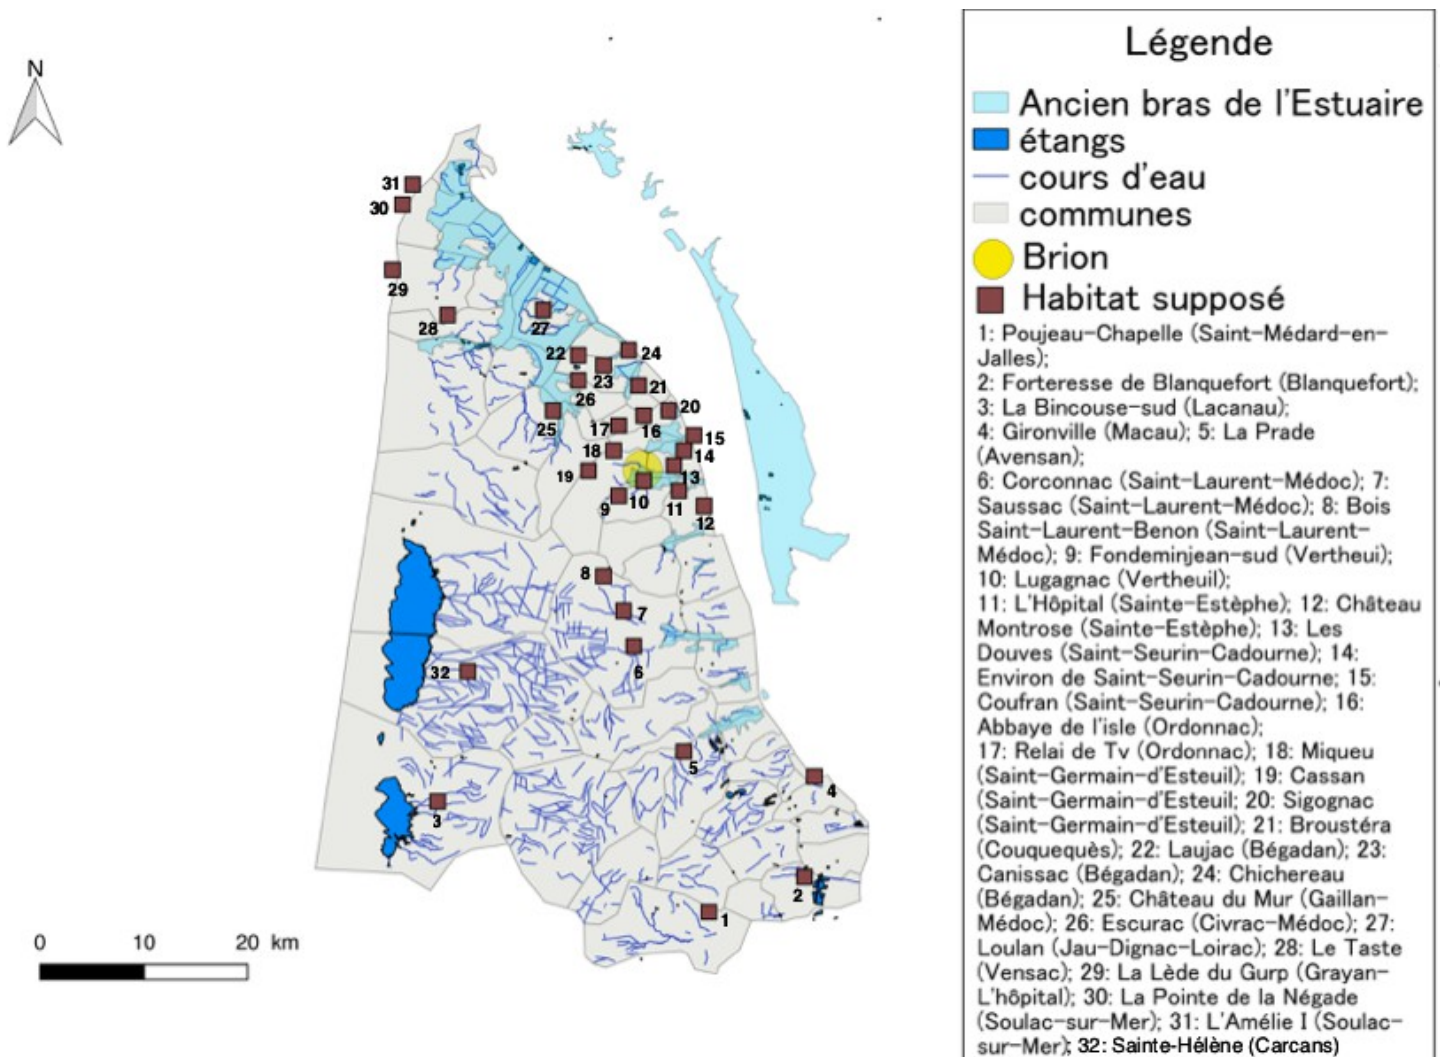 N
31
30
29
28
27
22
24
23
21
26
25
20
17
16
15
18
14
19
13
10
9
11
12
8
7
6
32
5
4
3
2
1
0 10 20 km
Légende
Ancien bras de l'Estuaire
étangs
cours d'eau
communes
Brion
Habitat supposé
1: Poujeau-Chapelle (Saint-Médard-en-
Jalles);
2: Forteresse de Blanquefort (Blanquefort);
3: La Bincouse-sud (Lacanau);
4: Gironville (Macau); 5: La Prade
(Avensan);
6: Corconnac (Saint-Laurent-Médoc); 7:
Saussac (Saint-Laurent-Médoc); 8: Bois
Saint-Laurent-Benon (Saint-Laurent-
Médoc); 9: Fondeminjean-sud (Vertheui);
10: Lugagnac (Vertheuil);
11: L'Hôpital (Sainte-Estèphe); 12: Château
Montrose (Sainte-Estèphe); 13: Les
Douves (Saint-Seurin-Cadourne); 14:
Environ de Saint-Seurin-Cadourne; 15:
Coufran (Saint-Seurin-Cadourne); 16:
Abbaye de l'isle (Ordonnac);
17: Relai de Tv (Ordonnac); 18: Miqueu
(Saint-Germain-d'Esteuil); 19: Cassan
(Saint-Germain-d'Esteuil; 20: Sigognac
(Saint-Germain-d'Esteuil); 21: Broustéra
(Couquequès); 22: Laujac (Bégadan); 23:
Canissac (Bégadan); 24: Chichereau
(Bégadan); 25: Château du Mur (Gaillan-
Médoc); 26: Escurac (Civrac-Médoc); 27:
Loulan (Jau-Dignac-Loirac); 28: Le Taste
(Vensac); 29: La Lède du Gurp (Grayan-
L'hôpital); 30: La Pointe de la Négade
(Soulac-sur-Mer); 31: L'Amélie I (Soulac-
sur-Mer); 32: Sainte-Hélène (Carcans)